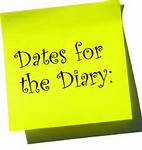 Dates for
the Diary: